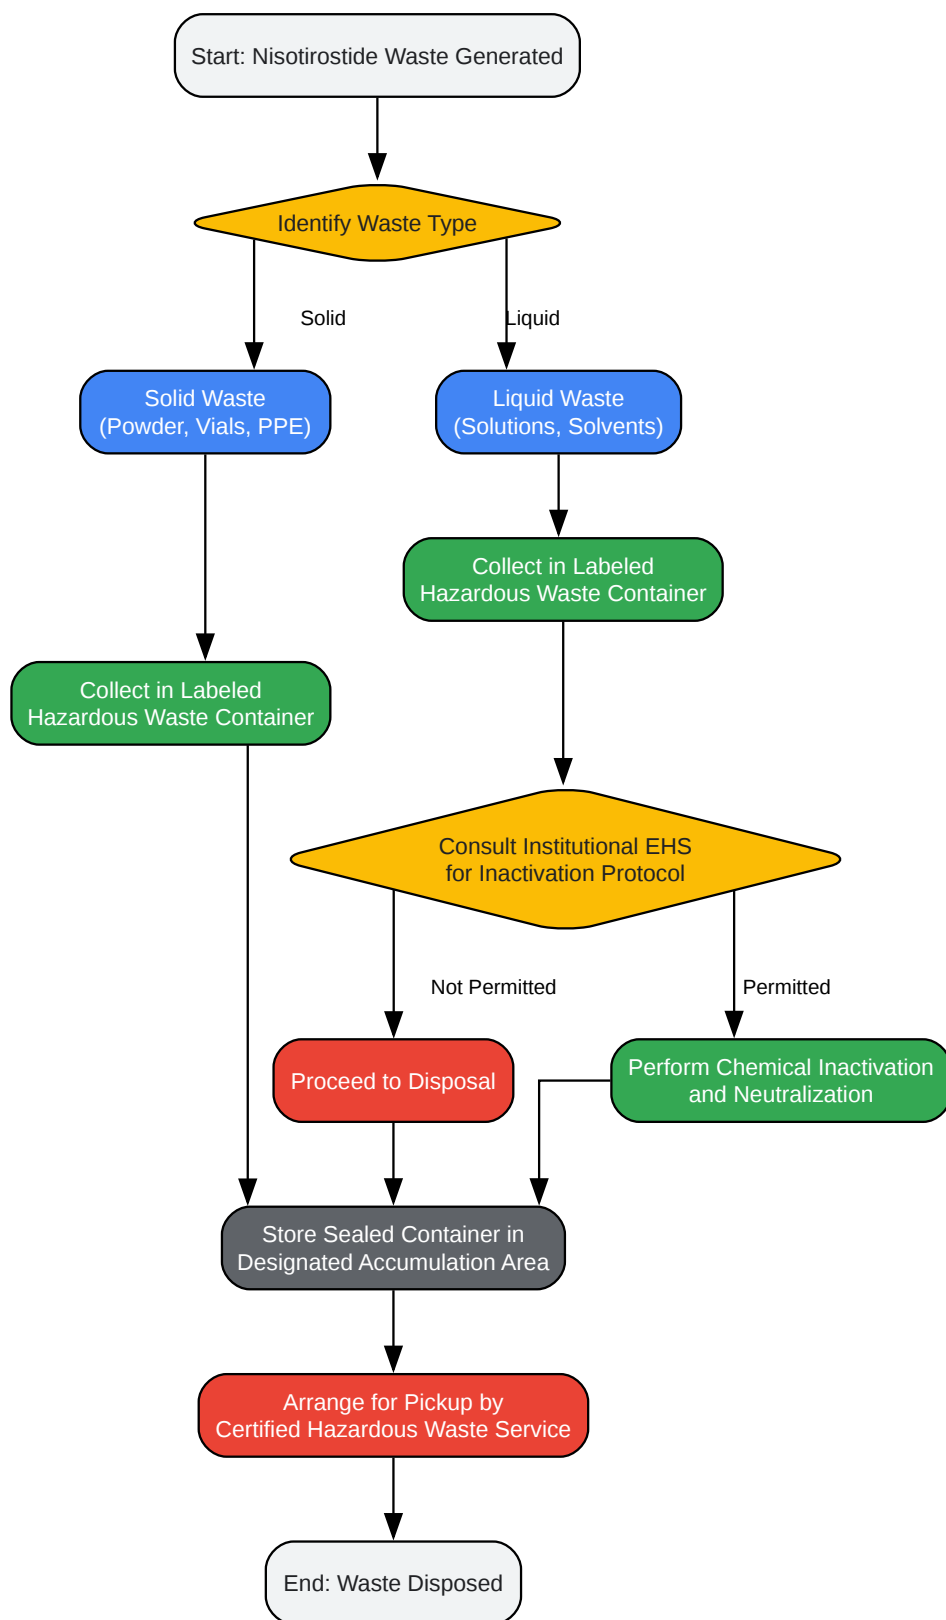 Start: Nisotirostide Waste Generated
Identify Waste Type
Solid
Liquid
Solid Waste
(Powder, Vials, PPE)
Liquid Waste
(Solutions, Solvents)
Collect in Labeled
Hazardous Waste Container
Collect in Labeled
Hazardous Waste Container
Consult Institutional EHS
for Inactivation Protocol
Not Permitted
Permitted
Proceed to Disposal
Perform Chemical Inactivation
and Neutralization
Store Sealed Container in
Designated Accumulation Area
Arrange for Pickup by
Certified Hazardous Waste Service
End: Waste Disposed